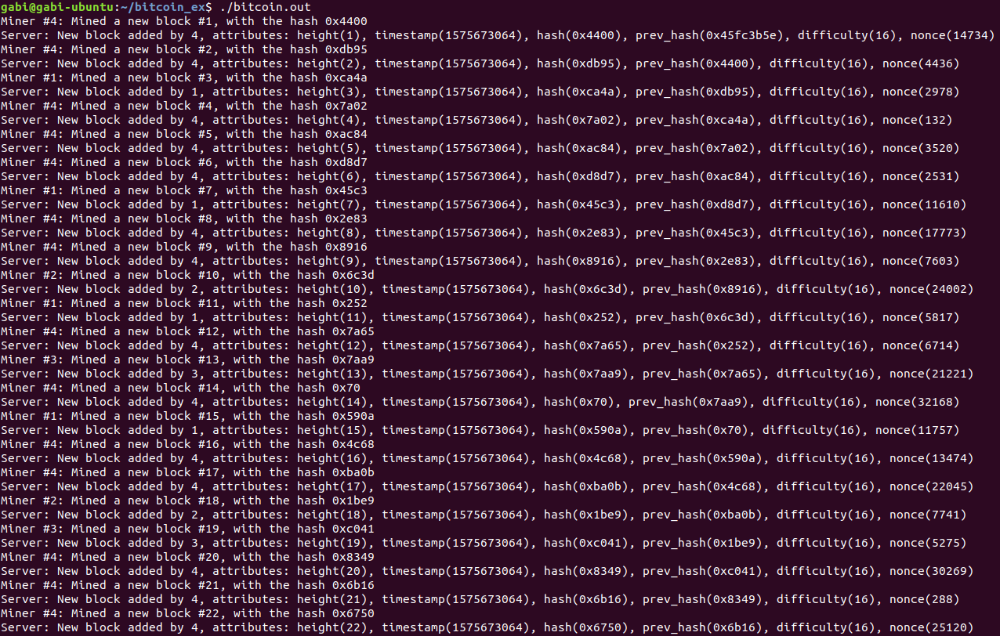 gabi@gabi-ubuntu:~/bitcoin_ex$ ./bitcoin.out
Miner #4: Mined a new block #1, with the hash 0x4400
Server: New block added by 4, attributes: height(1), timestamp(1575673064), hash(0x4400), prev_hash(0x45fc3b5e), difficulty(16), nonce(14734)
Miner #4: Mined a new block #2, with the hash 0xdb95
Server: New block added by 4, attributes: height(2), timestamp(1575673064), hash(0xdb95), prev_hash(0x4400), difficulty(16), nonce(4436)
Miner #1: Mined a new block #3, with the hash 0xca4a
Server: New block added by 1, attributes: height(3), timestamp(1575673064), hash(0xca4a), prev_hash(0xdb95), difficulty(16), nonce(2978)
Miner #4: Mined a new block #4, with the hash 0x7a02
Server: New block added by 4, attributes: height(4), timestamp(1575673064), hash(0x7a02), prev_hash(0xca4a), difficulty(16), nonce(132)
Miner #4: Mined a new block #5, with the hash 0xac84
Server: New block added by 4, attributes: height(5), timestamp(1575673064), hash(0xac84), prev_hash(0x7a02), difficulty(16), nonce(3520)
Miner #4: Mined a new block #6, with the hash 0xd8d7
Server: New block added by 4, attributes: height(6), timestamp(1575673064), hash(0xd8d7), prev_hash(0xac84), difficulty(16), nonce(2531)
Miner #1: Mined a new block #7, with the hash 0x45c3
Server: New block added by 1, attributes: height(7), timestamp(1575673064), hash(0x45c3), prev_hash(0xd8d7), difficulty(16), nonce(11610)
Miner #4: Mined a new block #8, with the hash 0x2e83
Server: New block added by 4, attributes: height(8), timestamp(1575673064), hash(0x2e83), prev_hash(0x45c3), difficulty(16), nonce(17773)
Miner #4: Mined a new block #9, with the hash 0x8916
Server: New block added by 4, attributes: height(9), timestamp(1575673064), hash(0x8916), prev_hash(0x2e83), difficulty(16), nonce(7603)
Miner #2: Mined a new block #10, with the hash 0x6c3d
Server: New block added by 2, attributes: height(10), timestamp(1575673064), hash(0x6c3d), prev_hash(0x8916), difficulty(16), nonce(24002)
Miner #1: Mined a new block #11, with the hash 0x252
Server: New block added by 1, attributes: height(11), timestamp(1575673064), hash(0x252), prev_hash(0x6c3d), difficulty(16), nonce(5817)
Miner #4: Mined a new block #12, with the hash 0x7a65
Server: New block added by 4, attributes: height(12), timestamp(1575673064), hash(0x7a65), prev_hash(0x252), difficulty(16), nonce(6714)
Miner #3: Mined a new block #13, with the hash 0x7aa9
Server: New block added by 3, attributes: height(13), timestamp(1575673064), hash(0x7aa9), prev_hash(0x7a65), difficulty(16), nonce(21221)
Miner #4: Mined a new block #14, with the hash 0x70
Server: New block added by 4, attributes: height(14), timestamp(1575673064), hash(0x70), prev_hash(0x7aa9), difficulty(16), nonce(32168)
Miner #1: Mined a new block #15, with the hash 0x590a
Server: New block added by 1, attributes: height(15), timestamp(1575673064), hash(0x590a), prev_hash(0x70), difficulty(16), nonce(11757)
Miner #4: Mined a new block #16, with the hash 0x4c68
Server: New block added by 4, attributes: height(16), timestamp(1575673064), hash(0x4c68), prev_hash(0x590a), difficulty(16), nonce(13474)
Miner #4: Mined a new block #17, with the hash 0xba0b
Server: New block added by 4, attributes: height(17), timestamp(1575673064), hash(0xba0b), prev_hash(0x4c68), difficulty(16), nonce(22045)
Miner #2: Mined a new block #18, with the hash 0x1be9
Server: New block added by 2, attributes: height(18), timestamp(1575673064), hash(0x1be9), prev_hash(0xba0b), difficulty(16), nonce(7741)
Miner #3: Mined a new block #19, with the hash 0xc041
Server: New block added by 3, attributes: height(19), timestamp(1575673064), hash(0xc041), prev_hash(0x1be9), difficulty(16), nonce(5275)
Miner #4: Mined a new block #20, with the hash 0x8349
Server: New block added by 4, attributes: height(20), timestamp(1575673064), hash(0x8349), prev_hash(0xc041), difficulty(16), nonce(30269)
Miner #4: Mined a new block #21, with the hash 0x6b16
Server: New block added by 4, attributes: height(21), timestamp(1575673064), hash(0x6b16), prev_hash(0x8349), difficulty(16), nonce(288)
Miner #4: Mined a new block #22, with the hash 0x6750
Server: New block added by 4, attributes: height(22), timestamp(1575673064), hash(0x6750), prev_hash(0x6b16), difficulty(16), nonce(25120)